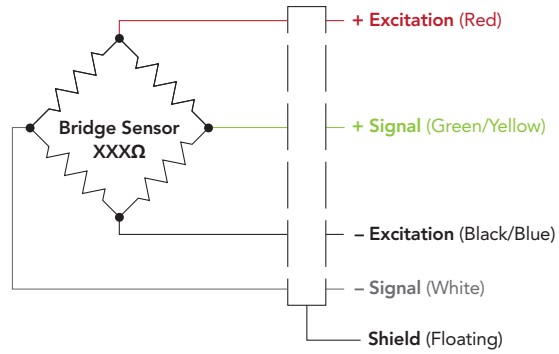 + Excitation (Red)
Bridge Sensor
XXXΩ
+ Signal (Green/Yellow)
– Excitation (Black/Blue)
– Signal (White)
Shield (Floating)